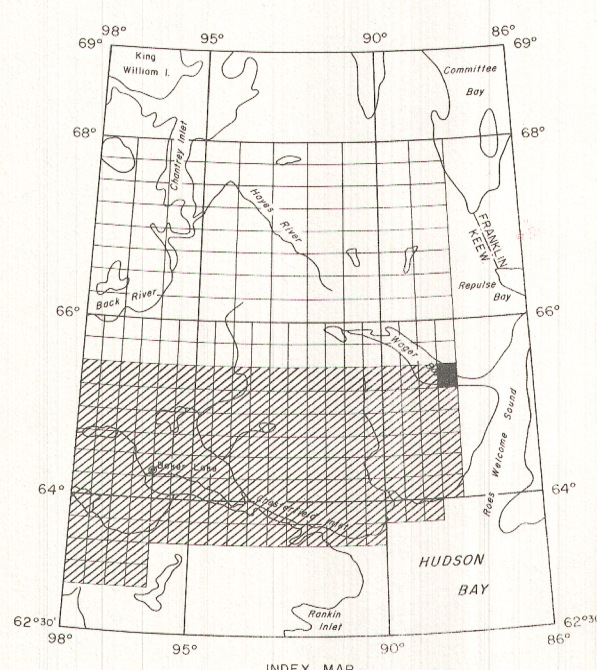 98°
95°
90°
86°
69°
69°
King
William I.
Committee
Bay
68°
68°
Chantrey Inlet
Hayes River
FRANKLIN
KEEW
Back River
Repulse
Bay
66°
66°
Wager
Roes Welcome Sound
Baker Lake
64°
64°
Chesterfield Inlet
HUDSON
BAY
Rankin
Inlet
62°30'
62°30'
98°
95°
90°
86°
INDEX MAP